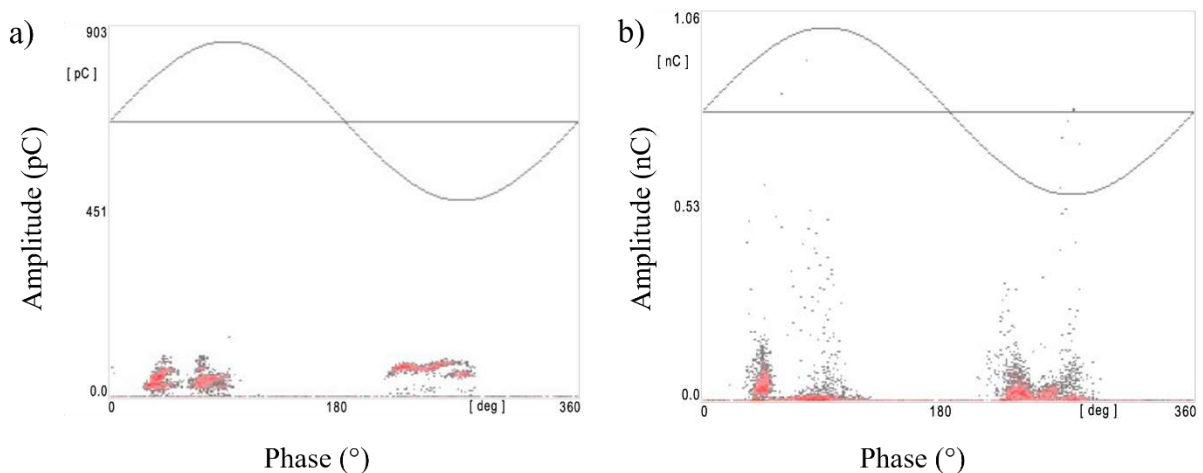 a)
903
[ pC]
451
0.0
0
180
[ deg]
360
Amplitude (pC)
Phase (°)
b)
1.06
[ nC]
0.53
0.0
0
180
[ deg]
360
Amplitude (nC)
Phase (°)